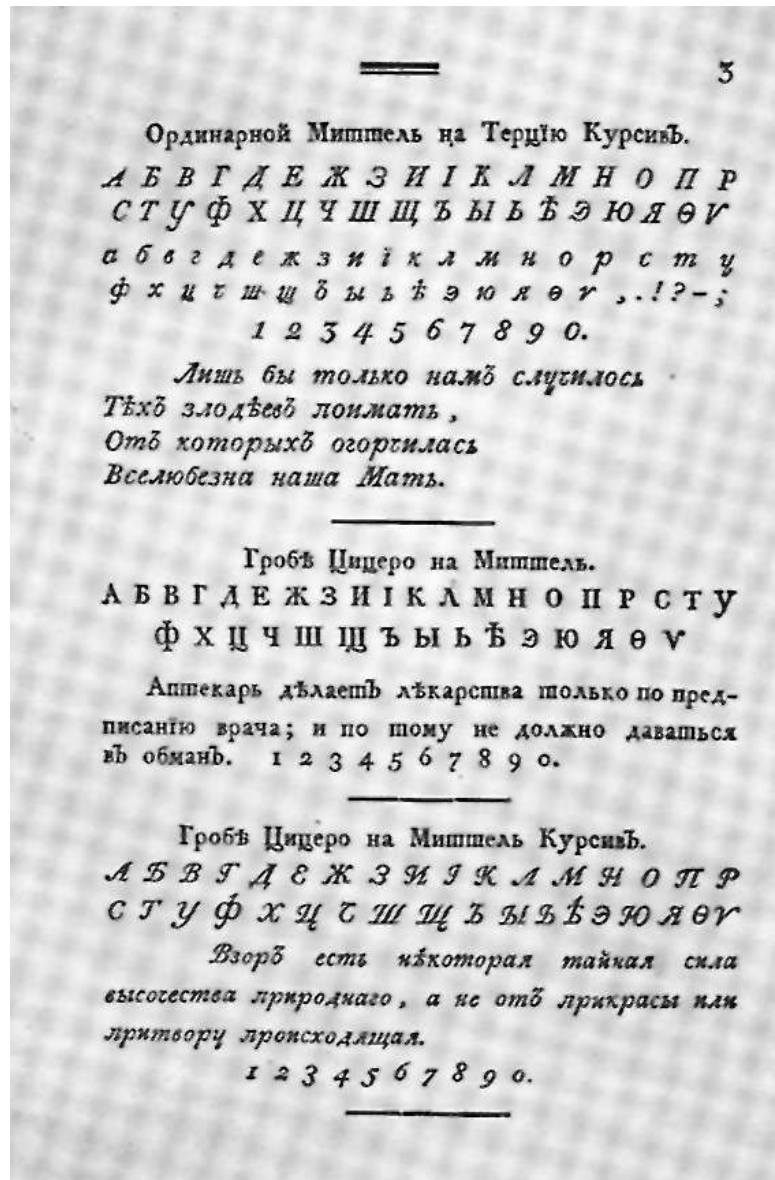 3
Ординарной Миттель на Терцїю КурсивЪ.
А Б В Г Д Е Ж З И І К Л М Н О П Р
С Т У Ф Х Ц Ч Ш Щ Ъ Ы Ь Ѣ Э Ю Я Ѳ Ѵ
а б в г д е ж з и ї к л м н о р с т у
ф х ц ч ш щ ъ ы ь ѣ э ю я ѳ ѵ , . ! ? - ;
1 2 3 4 5 6 7 8 9 0.
Лишь бы только намъ случилось
Тѣхъ злодѣевъ поимать ,
Отъ которыхъ огорчилась
Вселюбезна наша Мать.
Гробѣ Цицеро на Миттель.
А Б В Г Д Е Ж З И І К Л М Н О П Р С Т У
Ф Х Ц Ч Ш Щ Ъ Ы Ь Ѣ Э Ю Я Ѳ Ѵ
Аптекарь дѣлаетЪ лѣкарства только по пред-
писанїю врача; и по тому не должно даваться
вЪ обманЪ. 1 2 3 4 5 6 7 8 9 0.
Гробѣ Цицеро на Миттель КурсивЪ.
А Б В Г Д Е Ж З И І К Л М Н О П Р
С Т У Ф Х Ц Ч Ш Щ Ъ Ы Ь Ѣ Э Ю Я Ѳ Ѵ
Взоръ есть нѣкоторая тайная сила
высочества природнаго , а не отъ прикрасы или
притвору происходящая.
1 2 3 4 5 6 7 8 9 0.